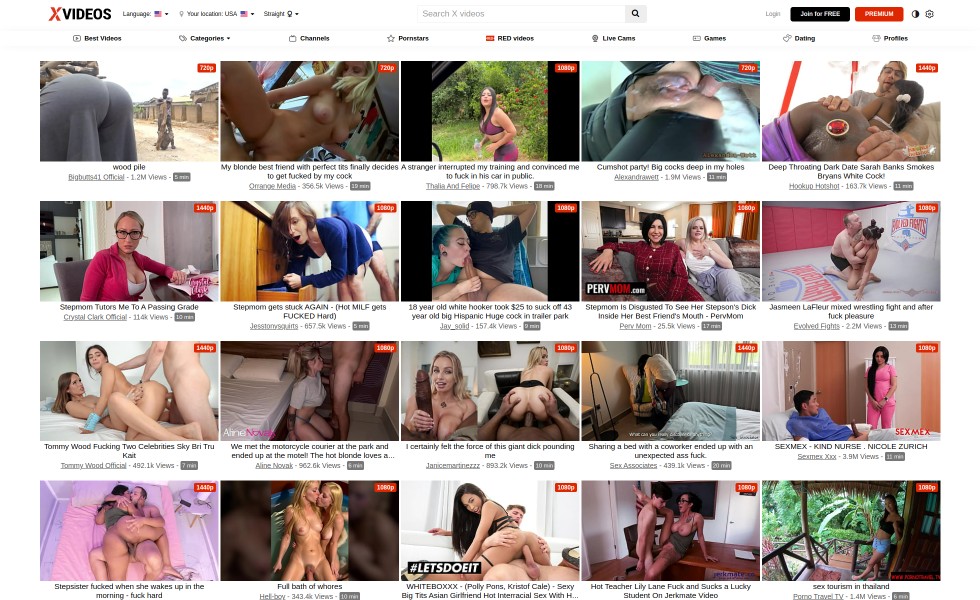 XVIDEOS
Language:
Your location: USA
Straight
Search X videos
Login
Join for FREE
PREMIUM
Best Videos
Categories
Channels
Pornstars
RED videos
Live Cams
Games
Dating
Profiles
720p
720p
1080p
720p
1440p
wood pile
Bigbutts41 Official - 1.2M Views - 5 min
My blonde best friend with perfect tits finally decides
to get fucked by my cock
Orrange Media - 356.5k Views - 19 min
A stranger interrupted my training and convinced me
to fuck in his car in public.
Thalia And Felipe - 798.7k Views - 18 min
Cumshot party! Big cocks deep in my holes
Alexandrawett - 1.9M Views - 11 min
Deep Throating Dark Date Sarah Banks Smokes
Bryans White Cock!
Hookup Hotshot - 163.7k Views - 11 min
1440p
1080p
1080p
1080p
1080p
Crystal Clark
PERVMOM.com
EVOLVED FIGHTS
Stepmom Tutors Me To A Passing Grade
Crystal Clark Official - 114k Views - 10 min
Stepmom gets stuck AGAIN - (Hot MILF gets
FUCKED Hard)
Jesstonysquirts - 657.5k Views - 5 min
18 year old white hooker took $25 to suck off 43
year old big Hispanic Huge cock in trailer park
Jay_solid - 157.4k Views - 9 min
Stepmom Is Disgusted To See Her Stepson's Dick
Inside Her Best Friend's Mouth - PervMom
Perv Mom - 25.5k Views - 17 min
Jasmeen LaFleur mixed wrestling fight and after
fuck pleasure
Evolved Fights - 2.2M Views - 13 min
1440p
1080p
1080p
1440p
1080p
Aline Novak
SEXMEX
Tommy Wood Fucking Two Celebrities Sky Bri Tru
Kait
Tommy Wood Official - 492.1k Views - 7 min
We met the motorcycle courier at the park and
ended up at the motel! The hot blonde loves a...
Aline Novak - 962.6k Views - 5 min
I certainly felt the force of this giant dick pounding
me
Janicemartinezzz - 893.2k Views - 10 min
Sharing a bed with a coworker ended up with an
unexpected ass fuck.
Sex Associates - 439.1k Views - 20 min
SEXMEX - KIND NURSE . NICOLE ZURICH
Sexmex Xxx - 3.9M Views - 11 min
1440p
1080p
1080p
1080p
1080p
#LETSDOEIT
jerkmate
Stepsister fucked when she wakes up in the
morning - fuck hard
Full bath of whores
Hell-boy - 343.4k Views - 10 min
WHITEBOXXX - (Polly Pons, Kristof Cale) - Sexy
Big Tits Asian Girlfriend Hot Interracial Sex With H...
Hot Teacher Lily Lane Fuck and Sucks a Lucky
Student On Jerkmate Video
sex tourism in thailand
Porno Travel TV - 1.4M Views - 5 min